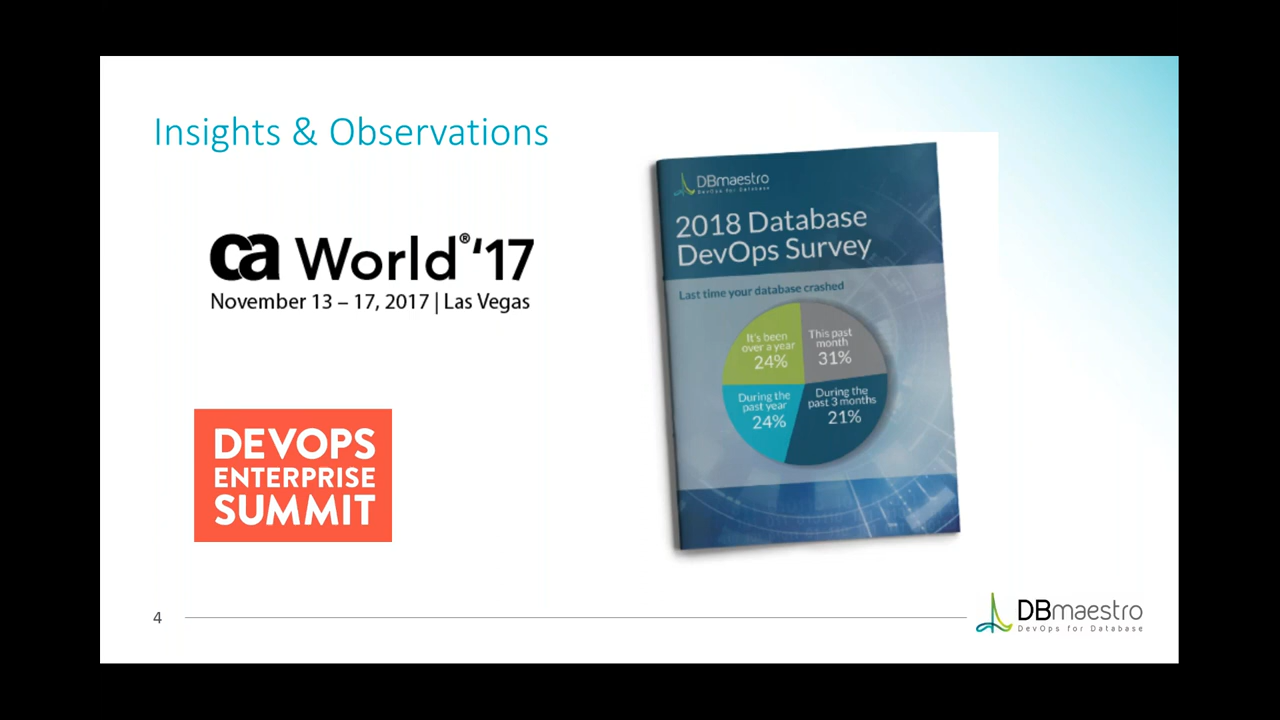 Insights & Observations
ca World®'17
November 13 – 17, 2017 | Las Vegas
DEVOPS
ENTERPRISE
SUMMIT
DBmaestro
DevOps for Database
2018 Database
DevOps Survey
Last time your database crashed
It's been
over a year
24%
This past
month
31%
During the
past year
24%
During the
past 3 months
21%
4
DBmaestro
DevOps for Database